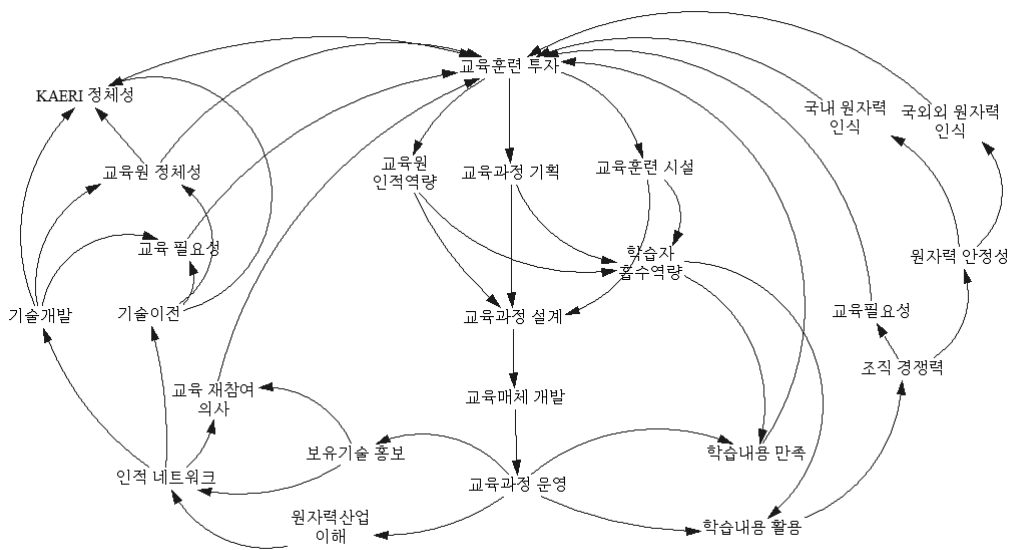 교육훈련 투자
KAERI 정체성
국내 원자력
인식
국외외 원자력
인식
교육원 정체성
교육원
인적역량
교육과정 기획
교육훈련 시설
교육 필요성
학습자
흡수역량
원자력 안정성
기술개발
기술이전
교육과정 설계
교육필요성
조직 경쟁력
교육 재참여
의사
교육매체 개발
보유기술 홍보
학습내용 만족
인적 네트워크
교육과정 운영
원자력산업
이해
학습내용 활용